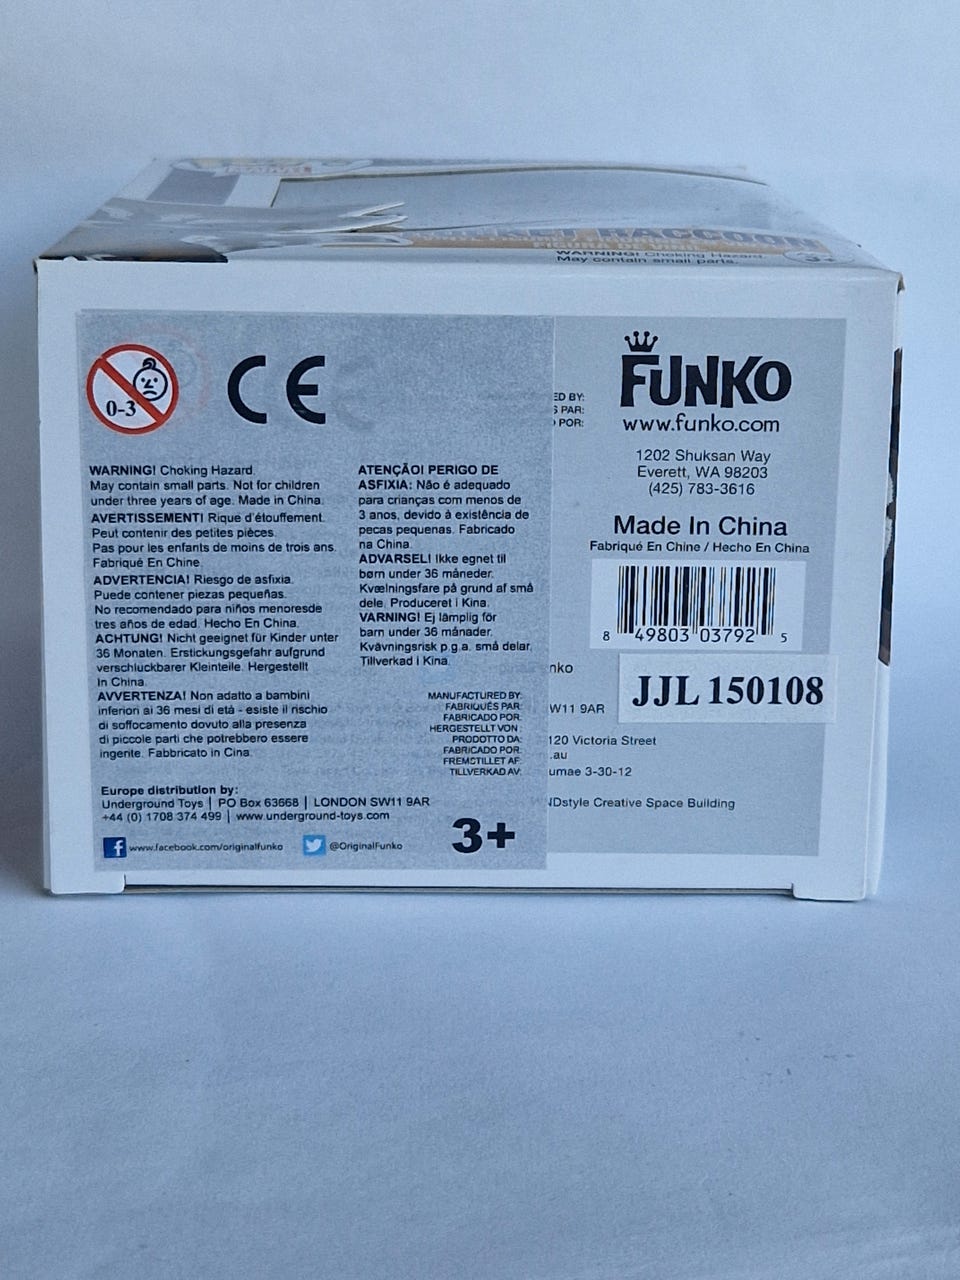 MARVEL
ROCKET RACCOON
WARNING! Choking Hazard.
May contain small parts.
3+
0-3
CE
WARNING! Choking Hazard.
May contain small parts. Not for children
under three years of age. Made in China.
AVERTISSEMENT! Rique d'étouffement.
Peut contenir des petites pièces.
Pas pour les enfants de moins de trois ans.
Fabriqué En Chine.
ADVERTENCIA! Riesgo de asfixia.
Puede contener piezas pequeñas.
No recomendado para niños menoresde
tres años de edad. Hecho En China.
ACHTUNG! Nicht geeignet für Kinder unter
36 Monaten. Erstickungsgefahr aufgrund
verschluckbarer Kleinteile. Hergestellt
In China.
AVVERTENZA! Non adatto a bambini
inferiori ai 36 mesi di età - esiste il rischio
di soffocamento dovuto alla presenza
di piccole parti che potrebbero essere
ingerite. Fabbricato in Cina.
ATENÇÃO! PERIGO DE
ASFIXIA: Não é adequado
para crianças com menos de
3 anos, devido à existência de
pecas pequenas. Fabricado
na China.
ADVARSEL! Ikke egnet til
børn under 36 måneder.
Kvælningsfare på grund af små
dele. Produceret i Kina.
VARNING! Ej lämplig för
barn under 36 månader.
Kvävningsrisk p.g.a. små delar.
Tillverkad i Kina.
MANUFACTURED BY:
FABRIQUÉS PAR:
FABRICADO POR:
HERGESTELLT VON :
PRODOTTO DA:
FABRICADO POR:
FREMSTILLET AF:
TILLVERKAD AV:
Europe distribution by:
Underground Toys | PO Box 63668 | LONDON SW11 9AR
+44 (0) 1708 374 499 | www.underground-toys.com
www.facebook.com/originalfunko
@OriginalFunko
3+
ED BY:
S PAR:
POR:
FUNKO
www.funko.com
1202 Shuksan Way
Everett, WA 98203
(425) 783-3616
Made In China
Fabriqué En Chine / Hecho En China
8 49803 03792 5
nko
JJL 150108
W11 9AR
120 Victoria Street
.au
umae 3-30-12
NDstyle Creative Space Building